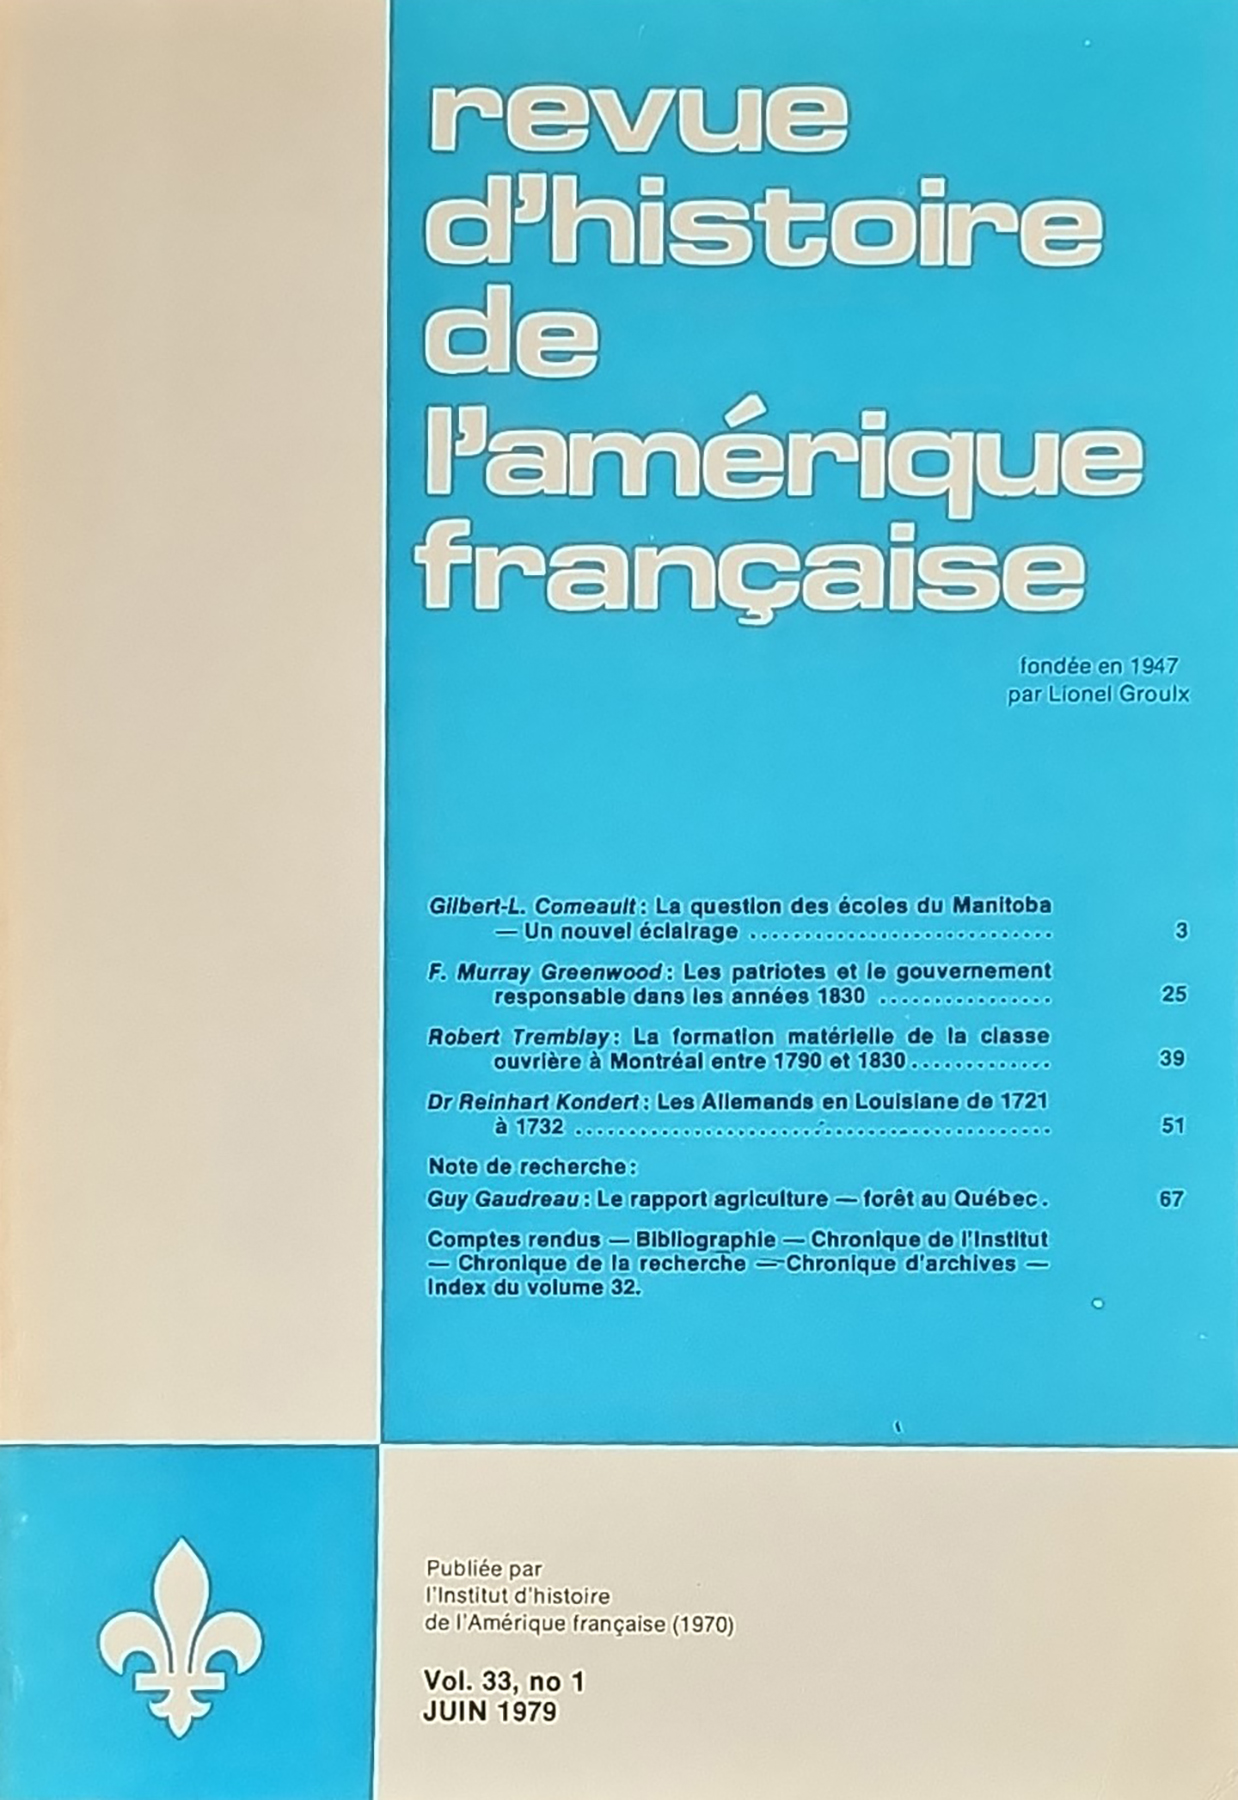 revue
d'histoire
de
l'amérique
française
fondée en 1947
par Lionel Groulx
Gilbert-L. Comeault: La question des écoles du Manitoba
— Un nouvel éclairage ............................ 3
F. Murray Greenwood: Les patriotes et le gouvernement
responsable dans les années 1830 ................ 25
Robert Tremblay: La formation matérielle de la classe
ouvrière à Montréal entre 1790 et 1830............. 39
Dr Reinhart Kondert: Les Allemands en Louisiane de 1721
à 1732 ............................................ 51
Note de recherche:
Guy Gaudreau: Le rapport agriculture — forêt au Québec. 67
Comptes rendus — Bibliographie — Chronique de l'Institut
— Chronique de la recherche — Chronique d'archives —
Index du volume 32.
Publiée par
l'Institut d'histoire
de l'Amérique française (1970)
Vol. 33, no 1
JUIN 1979